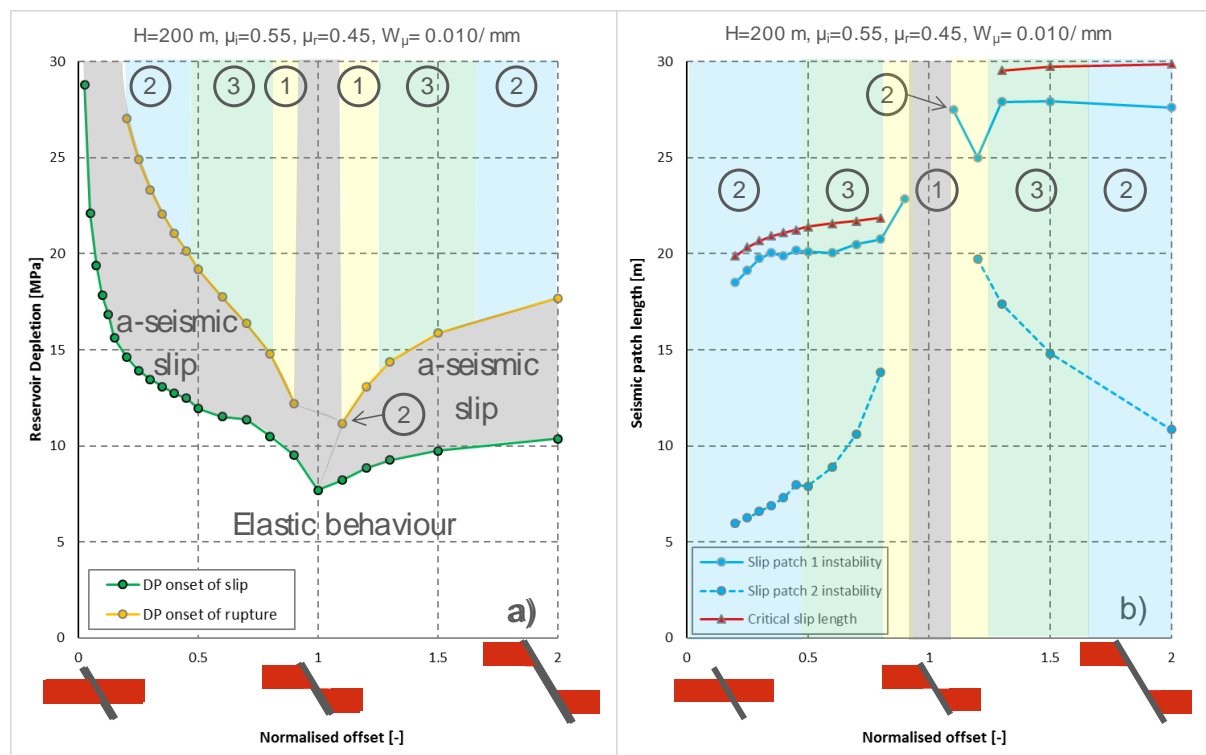 H=200 m, μi=0.55, μr=0.45, Wμ= 0.010/ mm
30
25
20
15
10
5
0
Reservoir Depletion [MPa]
2
3
1
1
3
2
a-seismic
slip
a-seismic
slip
2
Elastic behaviour
DP onset of slip
DP onset of rupture
a)
0
0.5
1
1.5
2
Normalised offset [-]
H=200 m, μi=0.55, μr=0.45, Wμ= 0.010/ mm
30
25
20
15
10
5
0
Seismic patch length [m]
2
2
3
1
3
2
Slip patch 1 instability
Slip patch 2 instability
Critical slip length
b)
0
0.5
1
1.5
2
Normalised offset [-]